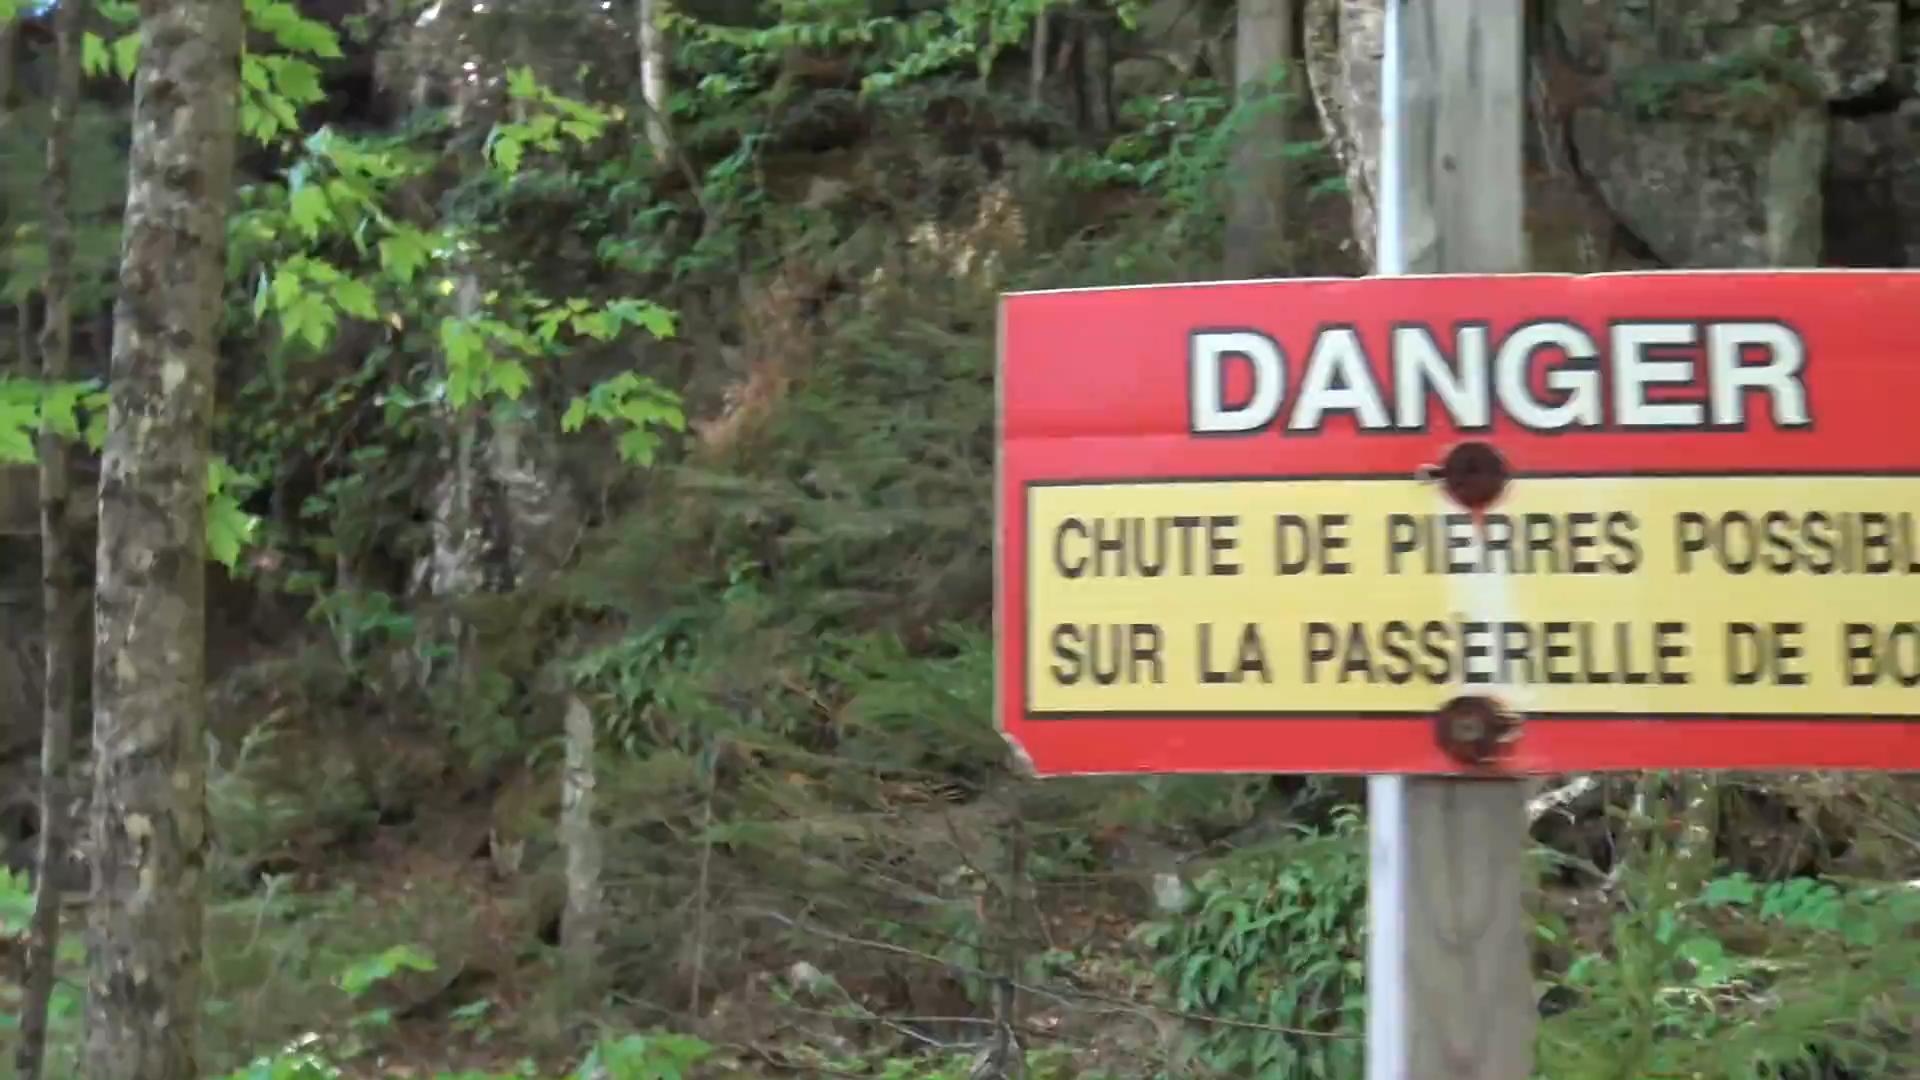 DANGER
CHUTE DE PIERRES POSSIBL
SUR LA PASSERELLE DE BO